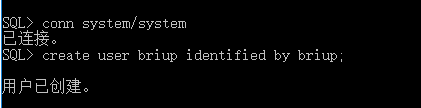 SQL> conn system/system
已连接。
SQL> create user briup identified by briup;
用户已创建。